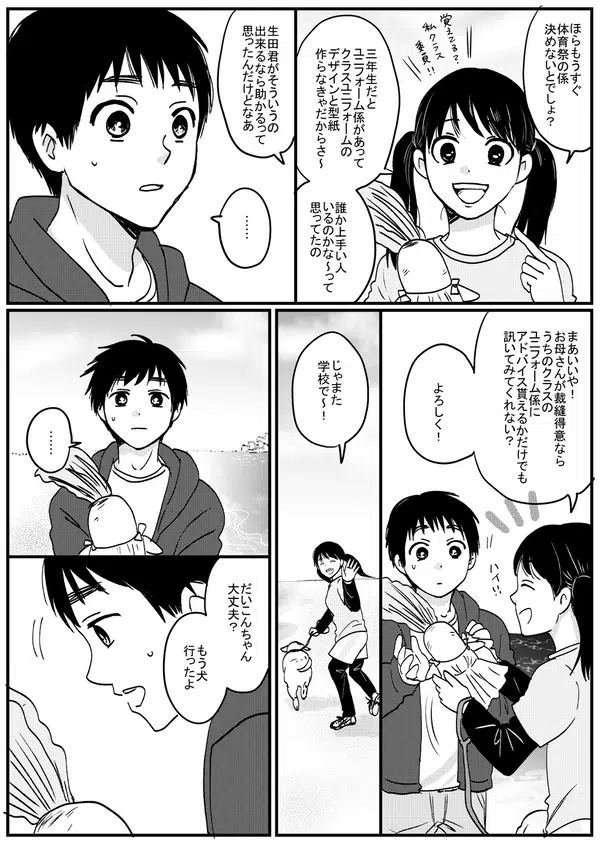 ほらもうすぐ
体育祭の係
決めないとでしょ?
覚えてる?
私クラス
委員!!
三年生だと
ユニフォーム係があって
クラスユニフォームの
デザインと型紙
作らなきゃだからさ～
誰か上手い人
いるのかな～って
思ってたの
生田君がそういうの
出来るなら助かるって
思ったんだけどなあ
……
まあいいや!
お母さんが裁縫得意なら
うちのクラスの
ユニフォーム係に
アドバイス貰えるかだけでも
訊いてみてくれない?
よろしく!
ハイ!!
じゃまた
学校で～!
……
だいこんちゃん
大丈夫?
もう犬
行ったよ